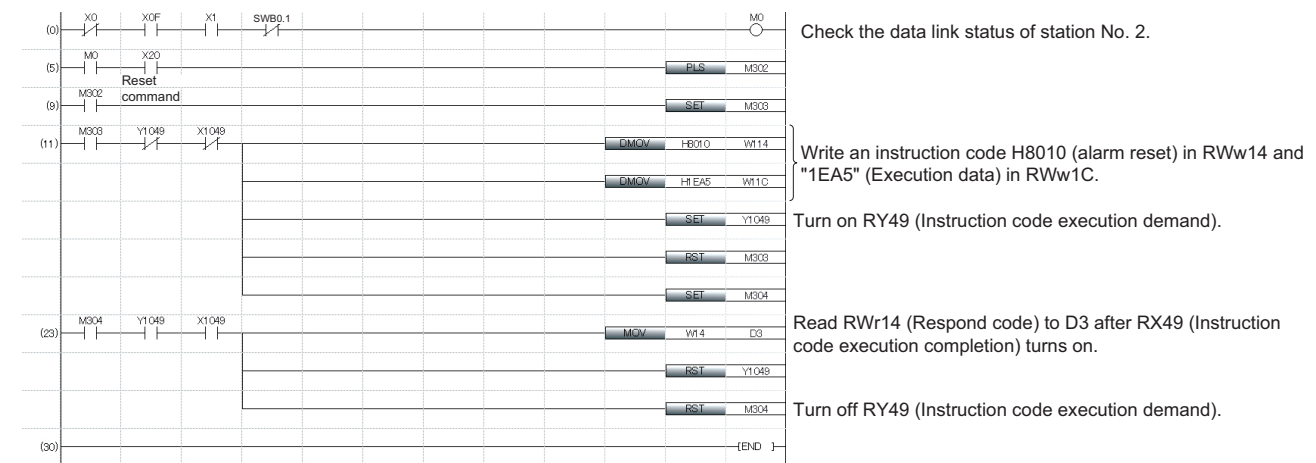 X0 X0F X1 SWB0.1 M0
(0)
Check the data link status of station No. 2.
M0 X20
(5) PLS M302
Reset
command
M302
(9) SET M303
M303 Y1049 X1049
(11) DMOV H8010 W114
Write an instruction code H8010 (alarm reset) in RWw14 and
"1EA5" (Execution data) in RWw1C.
DMOV H1EA5 W11C
SET Y1049
Turn on RY49 (Instruction code execution demand).
RST M303
SET M304
M304 Y1049 X1049
(23) MOV W14 D3
Read RWr14 (Respond code) to D3 after RX49 (Instruction
code execution completion) turns on.
RST Y1049
RST M304
Turn off RY49 (Instruction code execution demand).
(30) [END ]